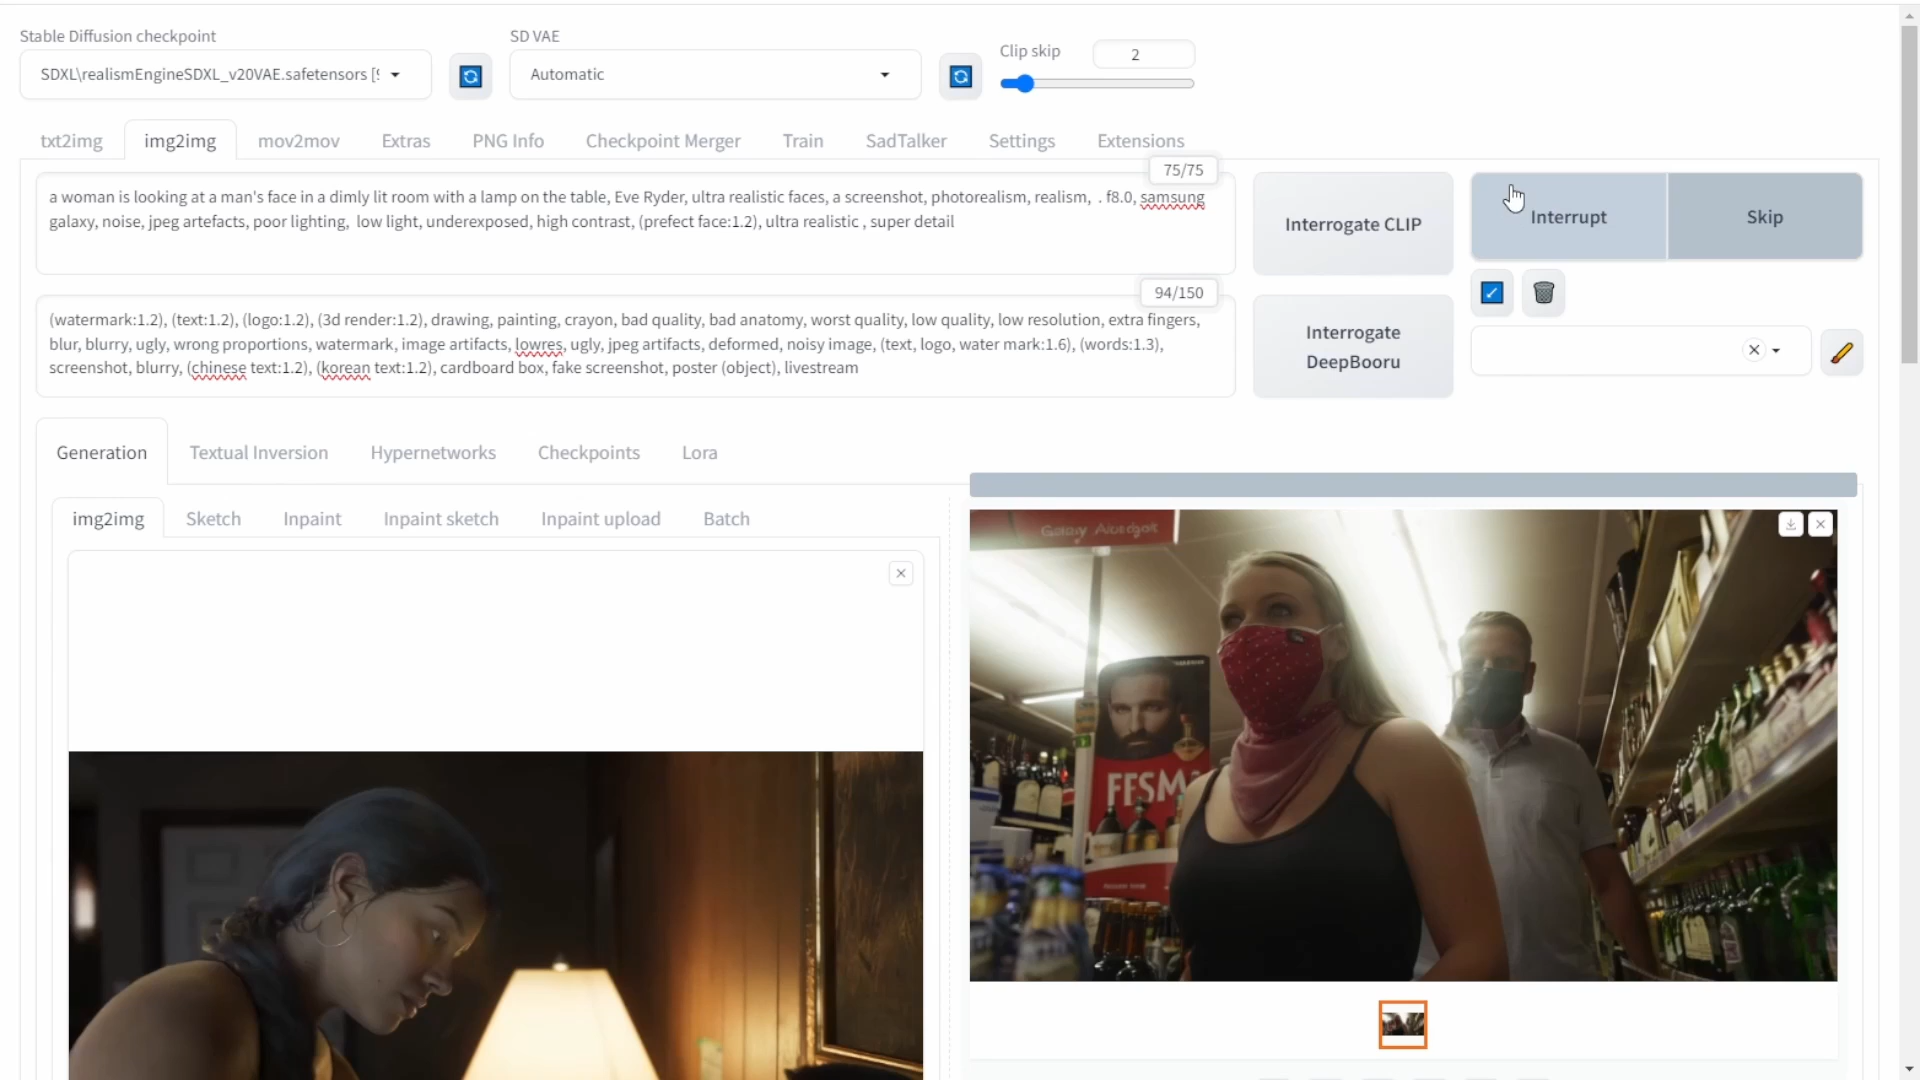 Stable Diffusion checkpoint
SD VAE
Clip skip
2
SDXL\realismEngineSDXL_v20VAE.safetensors [
Automatic
txt2img
img2img
mov2mov
Extras
PNG Info
Checkpoint Merger
Train
SadTalker
Settings
Extensions
75/75
a woman is looking at a man's face in a dimly lit room with a lamp on the table, Eve Ryder, ultra realistic faces, a screenshot, photorealism, realism, . f8.0, samsung
galaxy, noise, jpeg artefacts, poor lighting, low light, underexposed, high contrast, (prefect face:1.2), ultra realistic , super detail
Interrogate CLIP
Interrupt
Skip
94/150
(watermark:1.2), (text:1.2), (logo:1.2), (3d render:1.2), drawing, painting, crayon, bad quality, bad anatomy, worst quality, low quality, low resolution, extra fingers,
blur, blurry, ugly, wrong proportions, watermark, image artifacts, lowres, ugly, jpeg artifacts, deformed, noisy image, (text, logo, water mark:1.6), (words:1.3),
screenshot, blurry, (chinese text:1.2), (korean text:1.2), cardboard box, fake screenshot, poster (object), livestream
Interrogate
DeepBooru
Generation
Textual Inversion
Hypernetworks
Checkpoints
Lora
img2img
Sketch
Inpaint
Inpaint sketch
Inpaint upload
Batch
FFSM